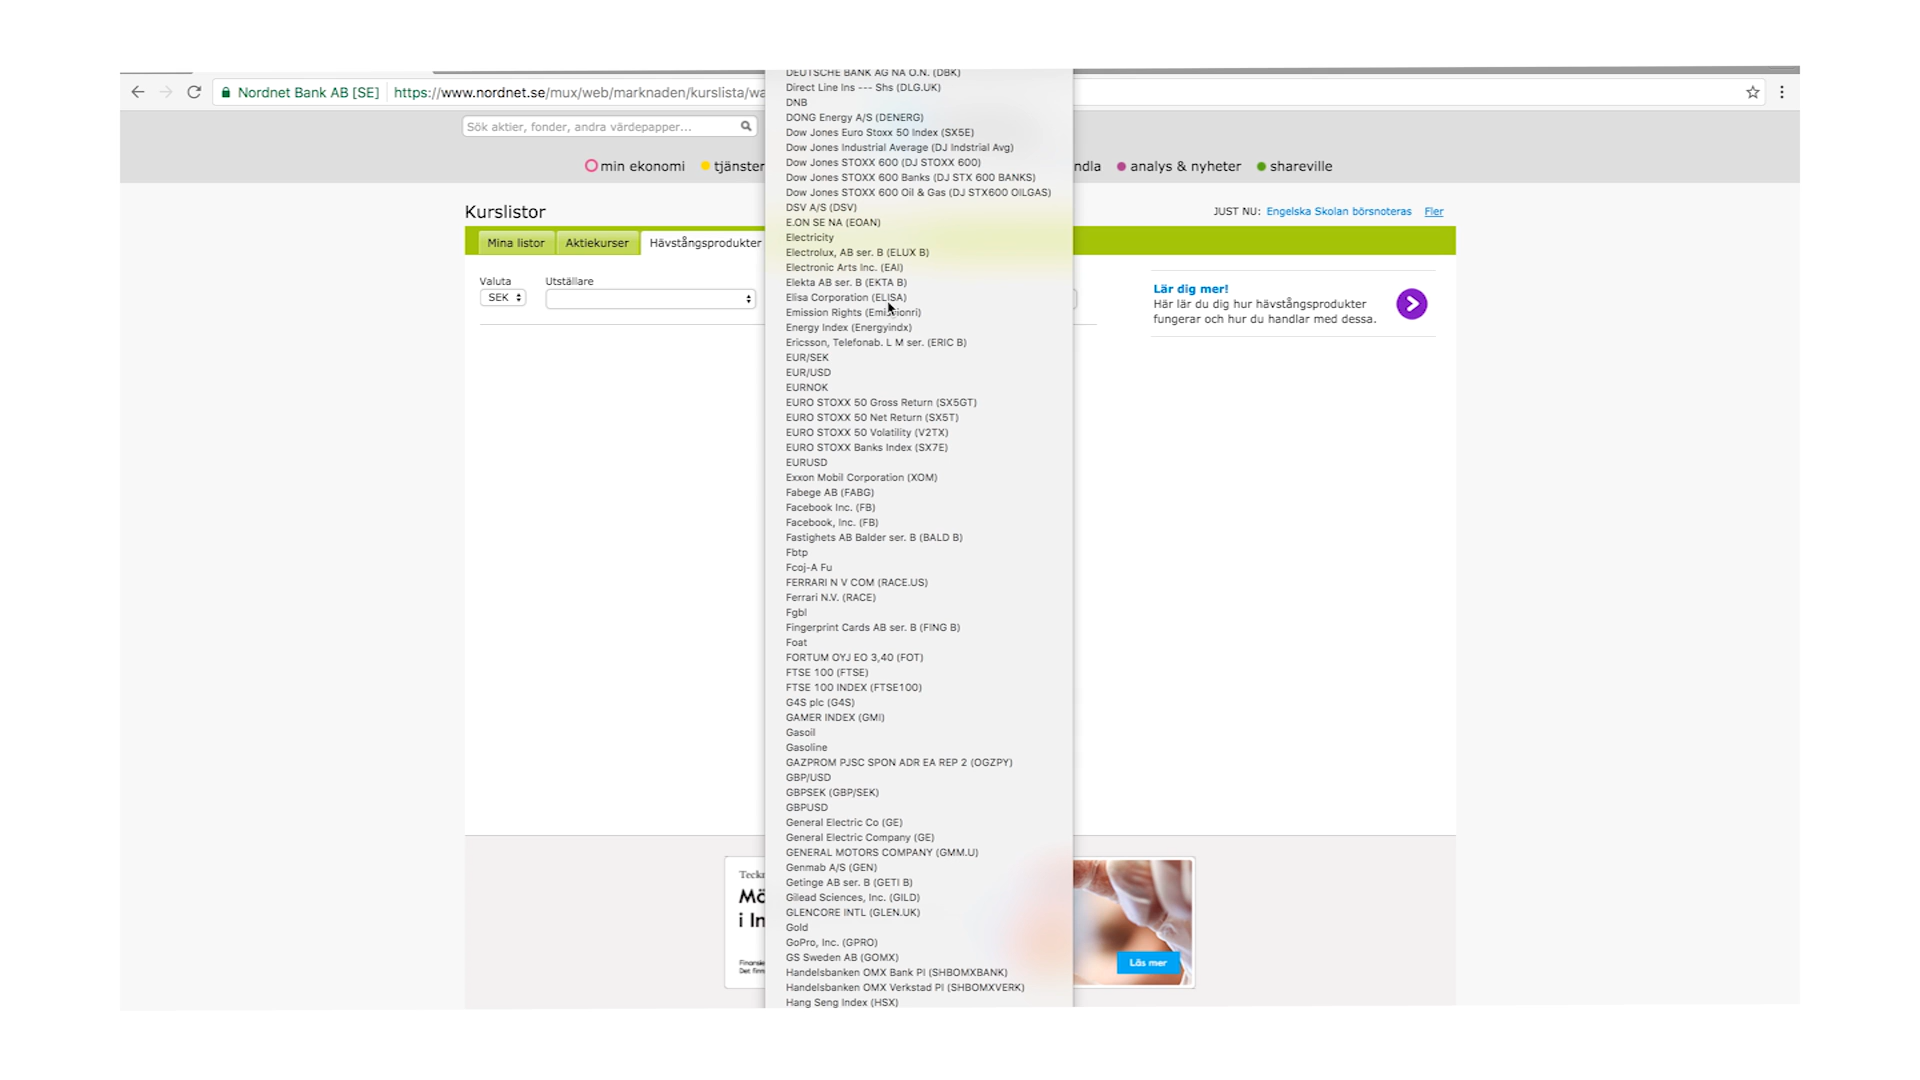 Nordnet Bank AB [SE]
https://www.nordnet.se/mux/web/marknaden/kurslista/wa
Sök aktier, fonder, andra värdepapper...
min ekonomi
tjänster
ndla
analys & nyheter
shareville
Kurslistor
JUST NU: Engelska Skolan börsnoteras Fler
Mina listor
Aktiekurser
Hävstångsprodukter
Valuta
SEK
Utställare
Lär dig mer!
Här lär du dig hur hävstångsprodukter
fungerar och hur du handlar med dessa.
DEUTSCHE BANK AG NA O.N. (DBK)
Direct Line Ins --- Shs (DLG.UK)
DNB
DONG Energy A/S (DENERG)
Dow Jones Euro Stoxx 50 Index (SX5E)
Dow Jones Industrial Average (DJ Indstrial Avg)
Dow Jones STOXX 600 (DJ STOXX 600)
Dow Jones STOXX 600 Banks (DJ STX 600 BANKS)
Dow Jones STOXX 600 Oil & Gas (DJ STX600 OILGAS)
DSV A/S (DSV)
E.ON SE NA (EOAN)
Electricity
Electrolux, AB ser. B (ELUX B)
Electronic Arts Inc. (EAI)
Elekta AB ser. B (EKTA B)
Elisa Corporation (ELISA)
Emission Rights (Emissionri)
Energy Index (Energyindx)
Ericsson, Telefonab. L M ser. (ERIC B)
EUR/SEK
EUR/USD
EURNOK
EURO STOXX 50 Gross Return (SX5GT)
EURO STOXX 50 Net Return (SX5T)
EURO STOXX 50 Volatility (V2TX)
EURO STOXX Banks Index (SX7E)
EURUSD
Exxon Mobil Corporation (XOM)
Fabege AB (FABG)
Facebook Inc. (FB)
Facebook, Inc. (FB)
Fastighets AB Balder ser. B (BALD B)
Fbtp
Fcoj-A Fu
FERRARI N V COM (RACE.US)
Ferrari N.V. (RACE)
Fgbl
Fingerprint Cards AB ser. B (FING B)
Foat
FORTUM OYJ EO 3,40 (FOT)
FTSE 100 (FTSE)
FTSE 100 INDEX (FTSE100)
G4S plc (G4S)
GAMER INDEX (GMI)
Gasoil
Gasoline
GAZPROM PJSC SPON ADR EA REP 2 (OGZPY)
GBP/USD
GBPSEK (GBP/SEK)
GBPUSD
General Electric Co (GE)
General Electric Company (GE)
GENERAL MOTORS COMPANY (GMM.U)
Genmab A/S (GEN)
Getinge AB ser. B (GETI B)
Gilead Sciences, Inc. (GILD)
GLENCORE INTL (GLEN.UK)
Gold
GoPro, Inc. (GPRO)
GS Sweden AB (GOMX)
Handelsbanken OMX Bank PI (SHBOMXBANK)
Handelsbanken OMX Verkstad PI (SHBOMXVERK)
Hang Seng Index (HSX)
Teckn
Mö
i In
Finansie
Det finn
Läs mer